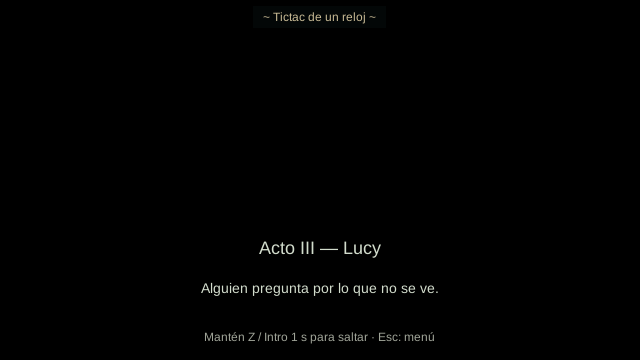 ~ Tictac de un reloj ~
Acto III — Lucy
Alguien pregunta por lo que no se ve.
Mantén Z / Intro 1 s para saltar · Esc: menú